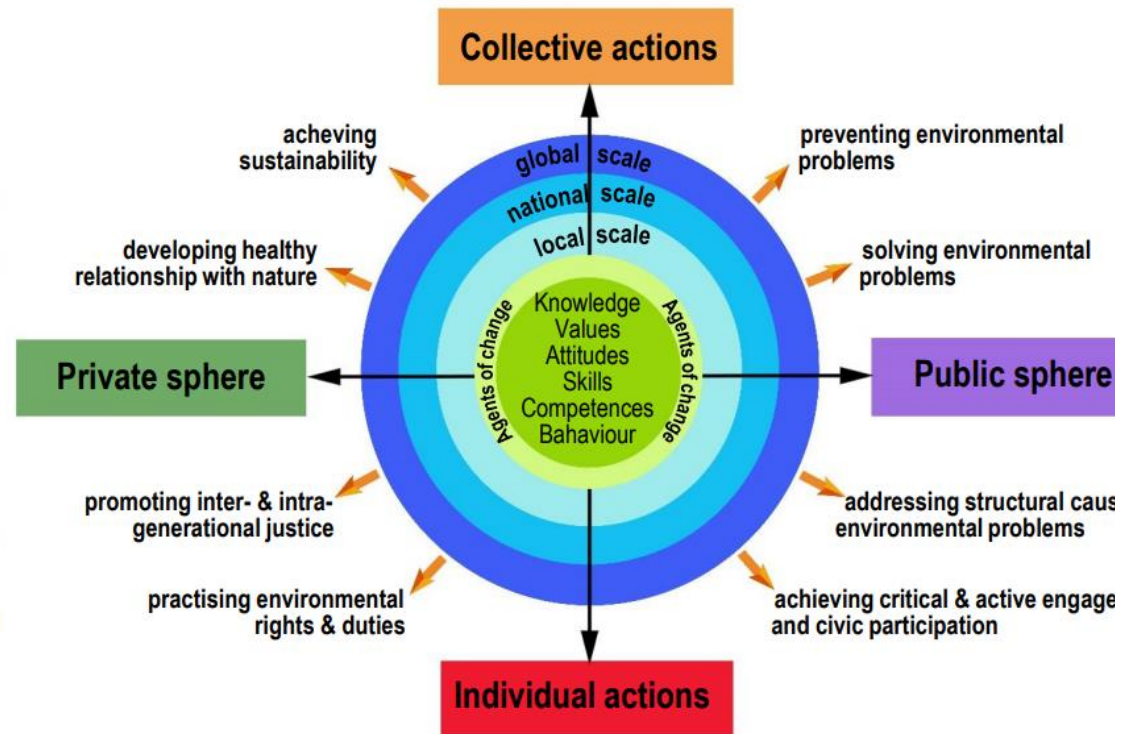 Collective actions
acheving
sustainability
preventing environmental
problems
global scale
national scale
local scale
developing healthy
relationship with nature
solving environmental
problems
Knowledge
Values
Attitudes
Skills
Competences
Bahaviour
Agents of change
Agents of change
Private sphere
Public sphere
promoting inter- & intra-
generational justice
addressing structural
environmental problems
practising environmental
rights & duties
achieving critical & active
and civic participation
Individual actions